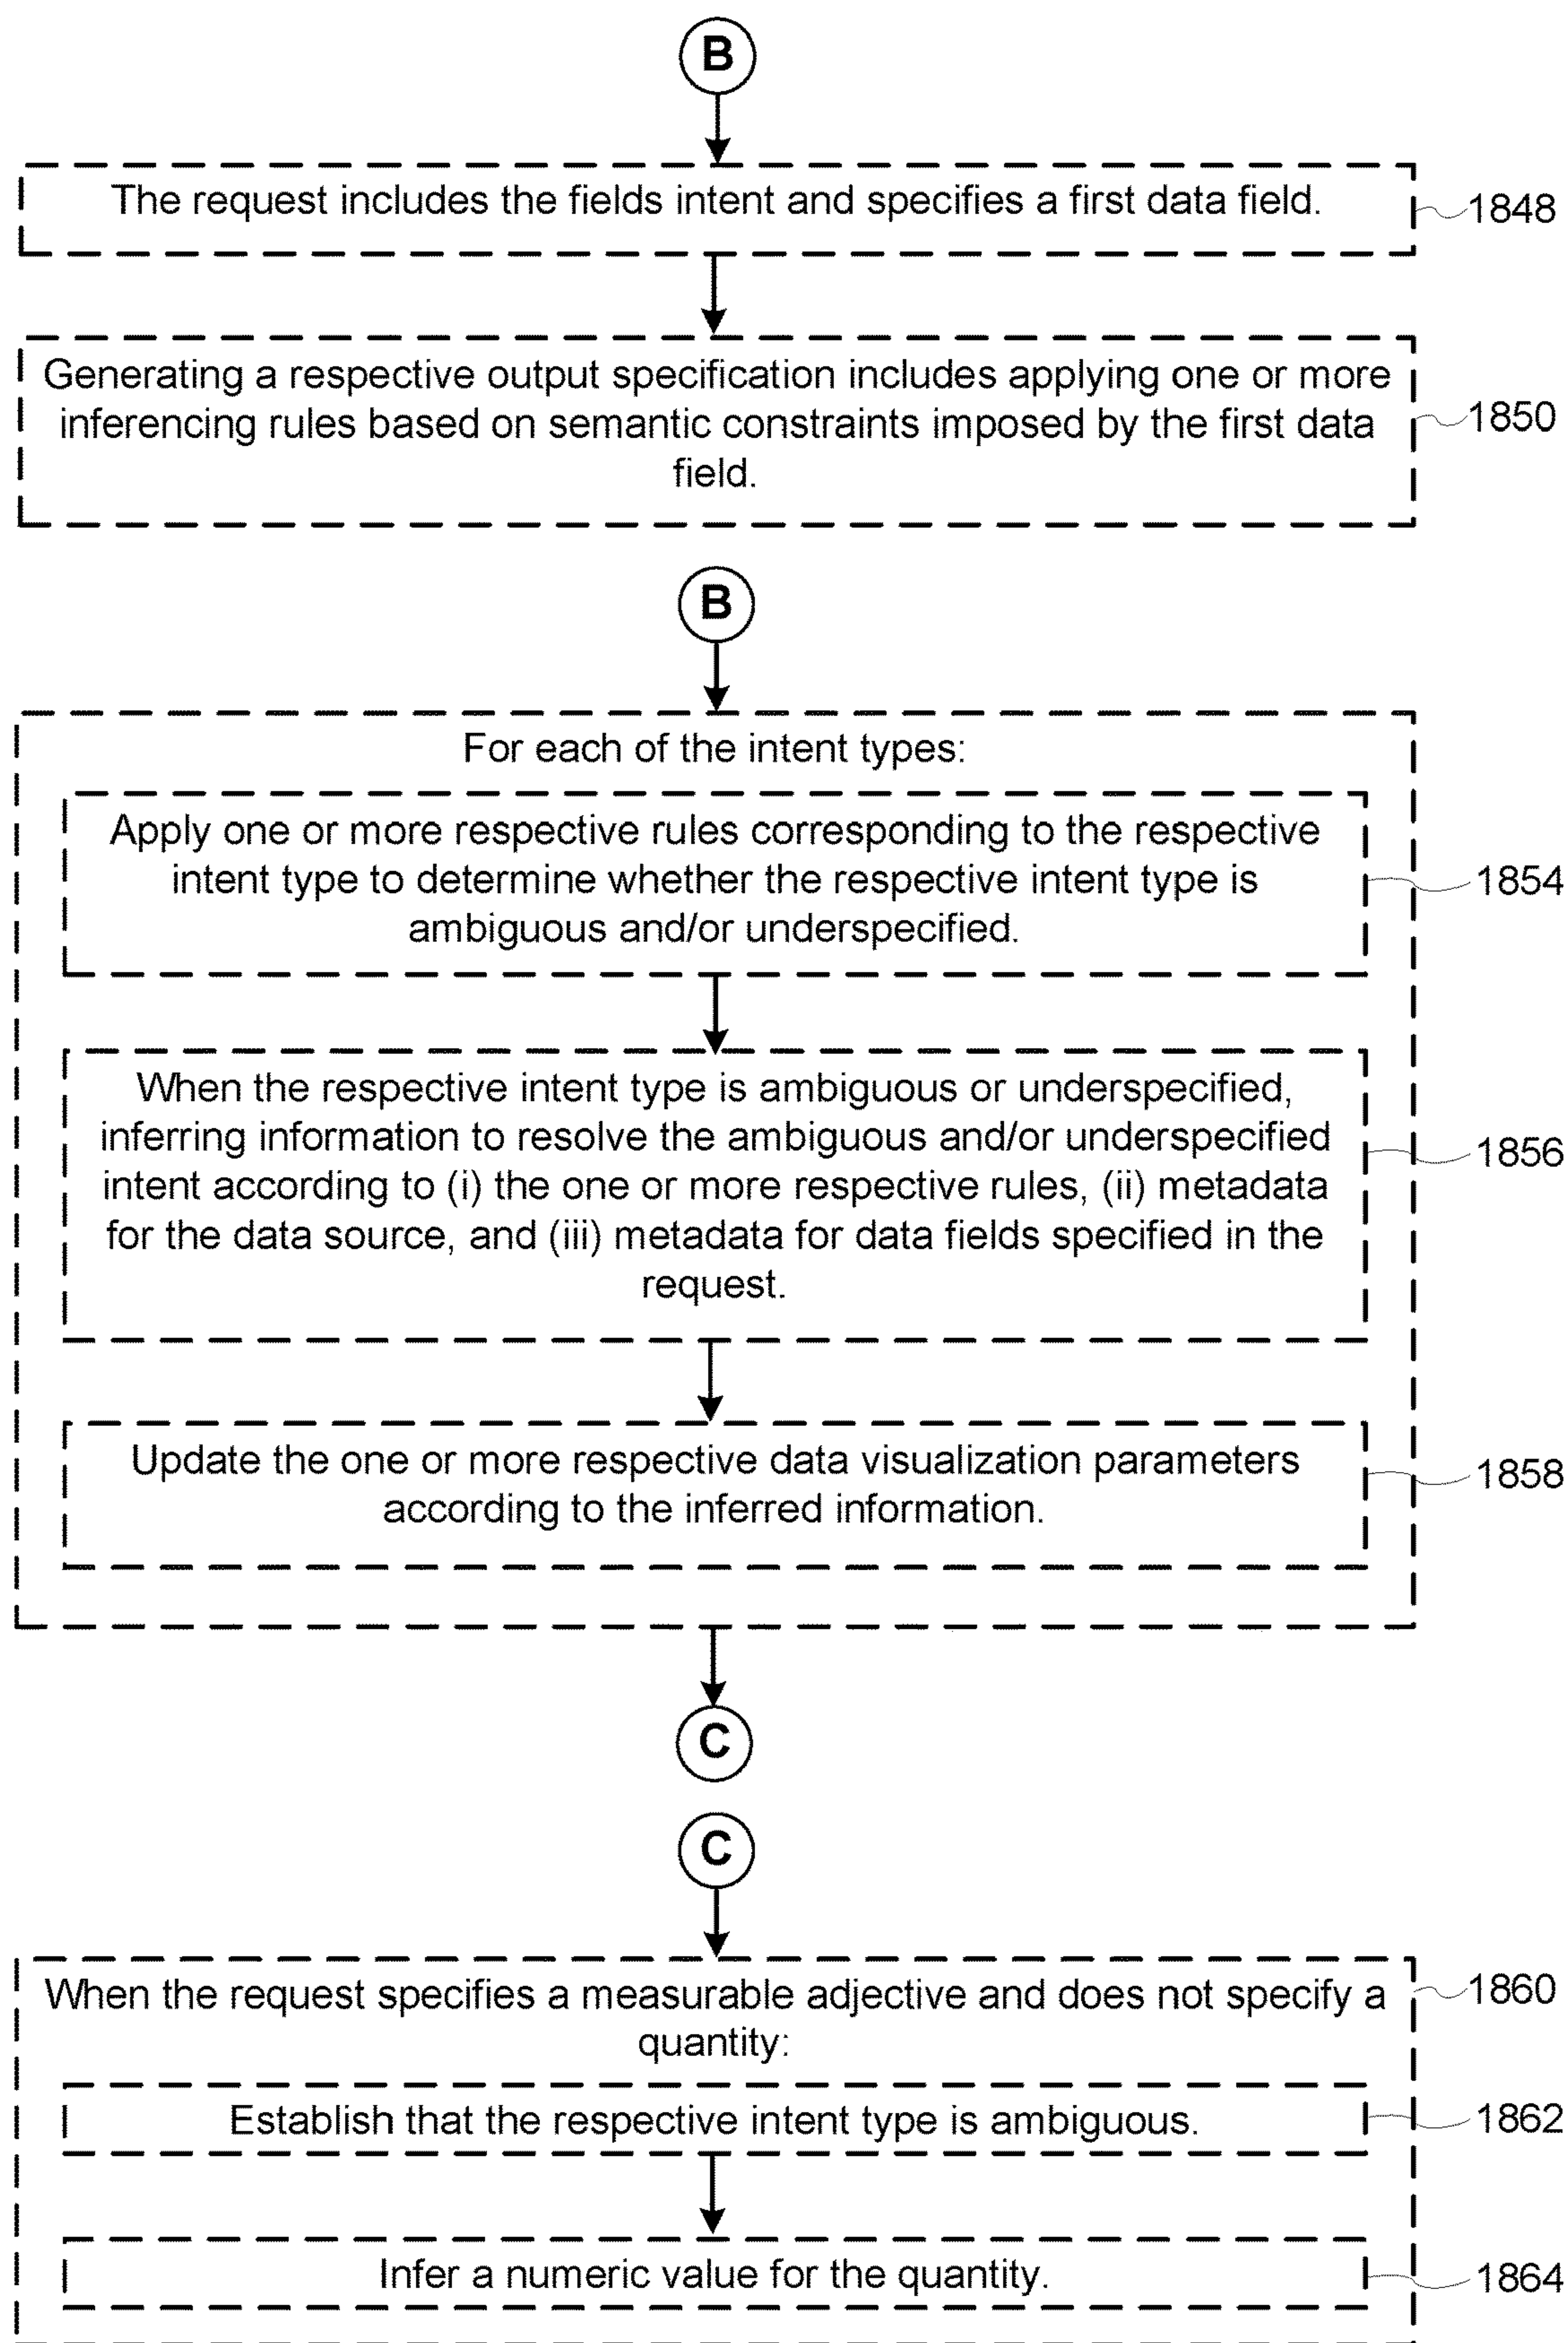 B
The request includes the fields intent and specifies a first data field.
1848
Generating a respective output specification includes applying one or more
inferencing rules based on semantic constraints imposed by the first data
field.
1850
B
For each of the intent types:
Apply one or more respective rules corresponding to the respective
intent type to determine whether the respective intent type is
ambiguous and/or underspecified.
1854
When the respective intent type is ambiguous or underspecified,
inferring information to resolve the ambiguous and/or underspecified
intent according to (i) the one or more respective rules, (ii) metadata
for the data source, and (iii) metadata for data fields specified in the
request.
1856
Update the one or more respective data visualization parameters
according to the inferred information.
1858
C
C
When the request specifies a measurable adjective and does not specify a
quantity:
1860
Establish that the respective intent type is ambiguous.
1862
Infer a numeric value for the quantity.
1864